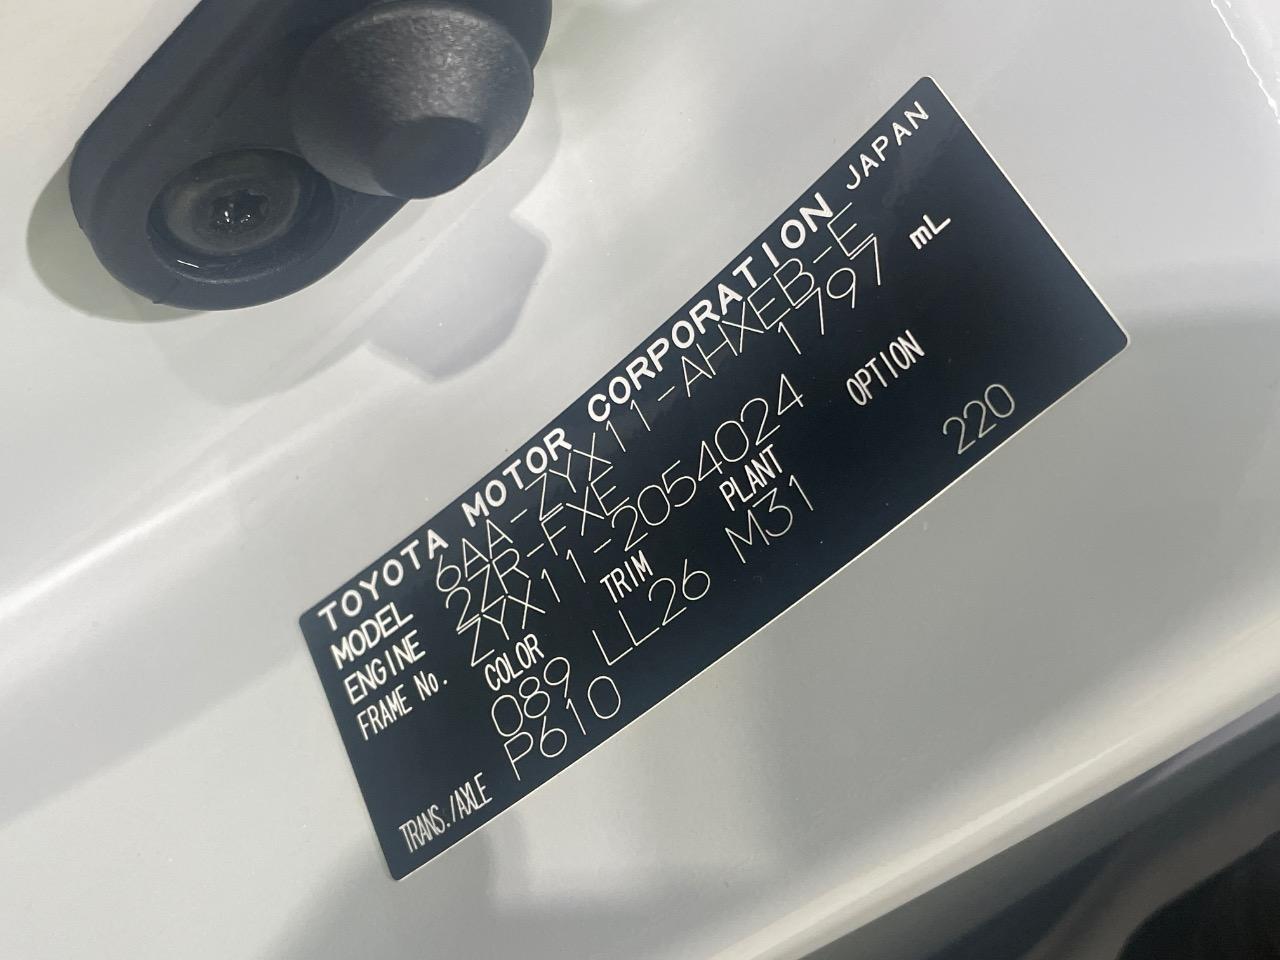 TOYOTA MOTOR CORPORATION JAPAN
MODEL 6AA-ZYX11-AHXEB-E
ENGINE 2ZR-FXE 1797 mL
FRAME No. ZYX11-2054024
COLOR TRIM PLANT OPTION
089 LL26 M31 220
TRANS./AXLE P610